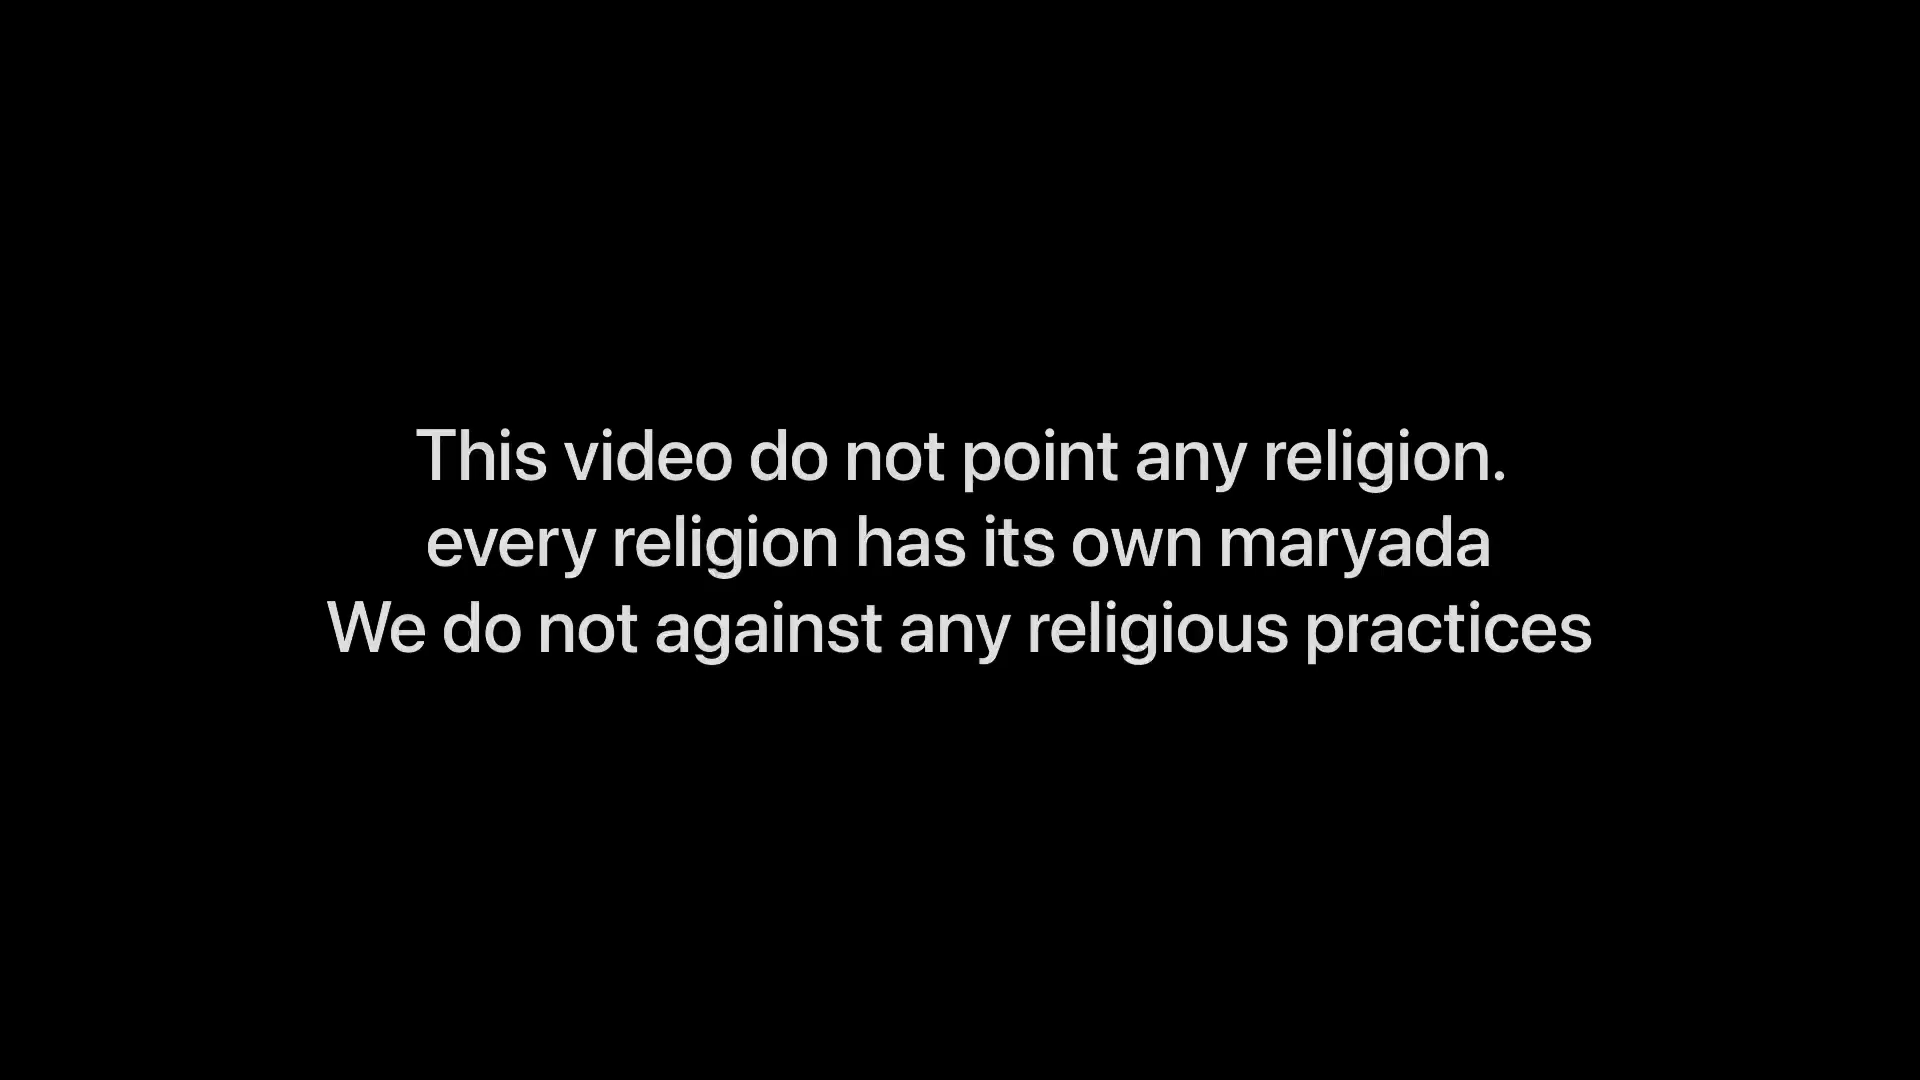 This video do not point any religion.
every religion has its own maryada
We do not against any religious practices